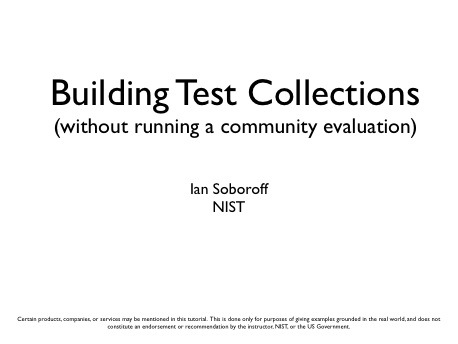 Building Test Collections
(without running a community evaluation)
Ian Soboroff
NIST
Certain products, companies, or services may be mentioned in this tutorial. This is done only for purposes of giving examples grounded in the real world, and does not
constitute an endorsement or recommendation by the instructor, NIST, or the US Government.